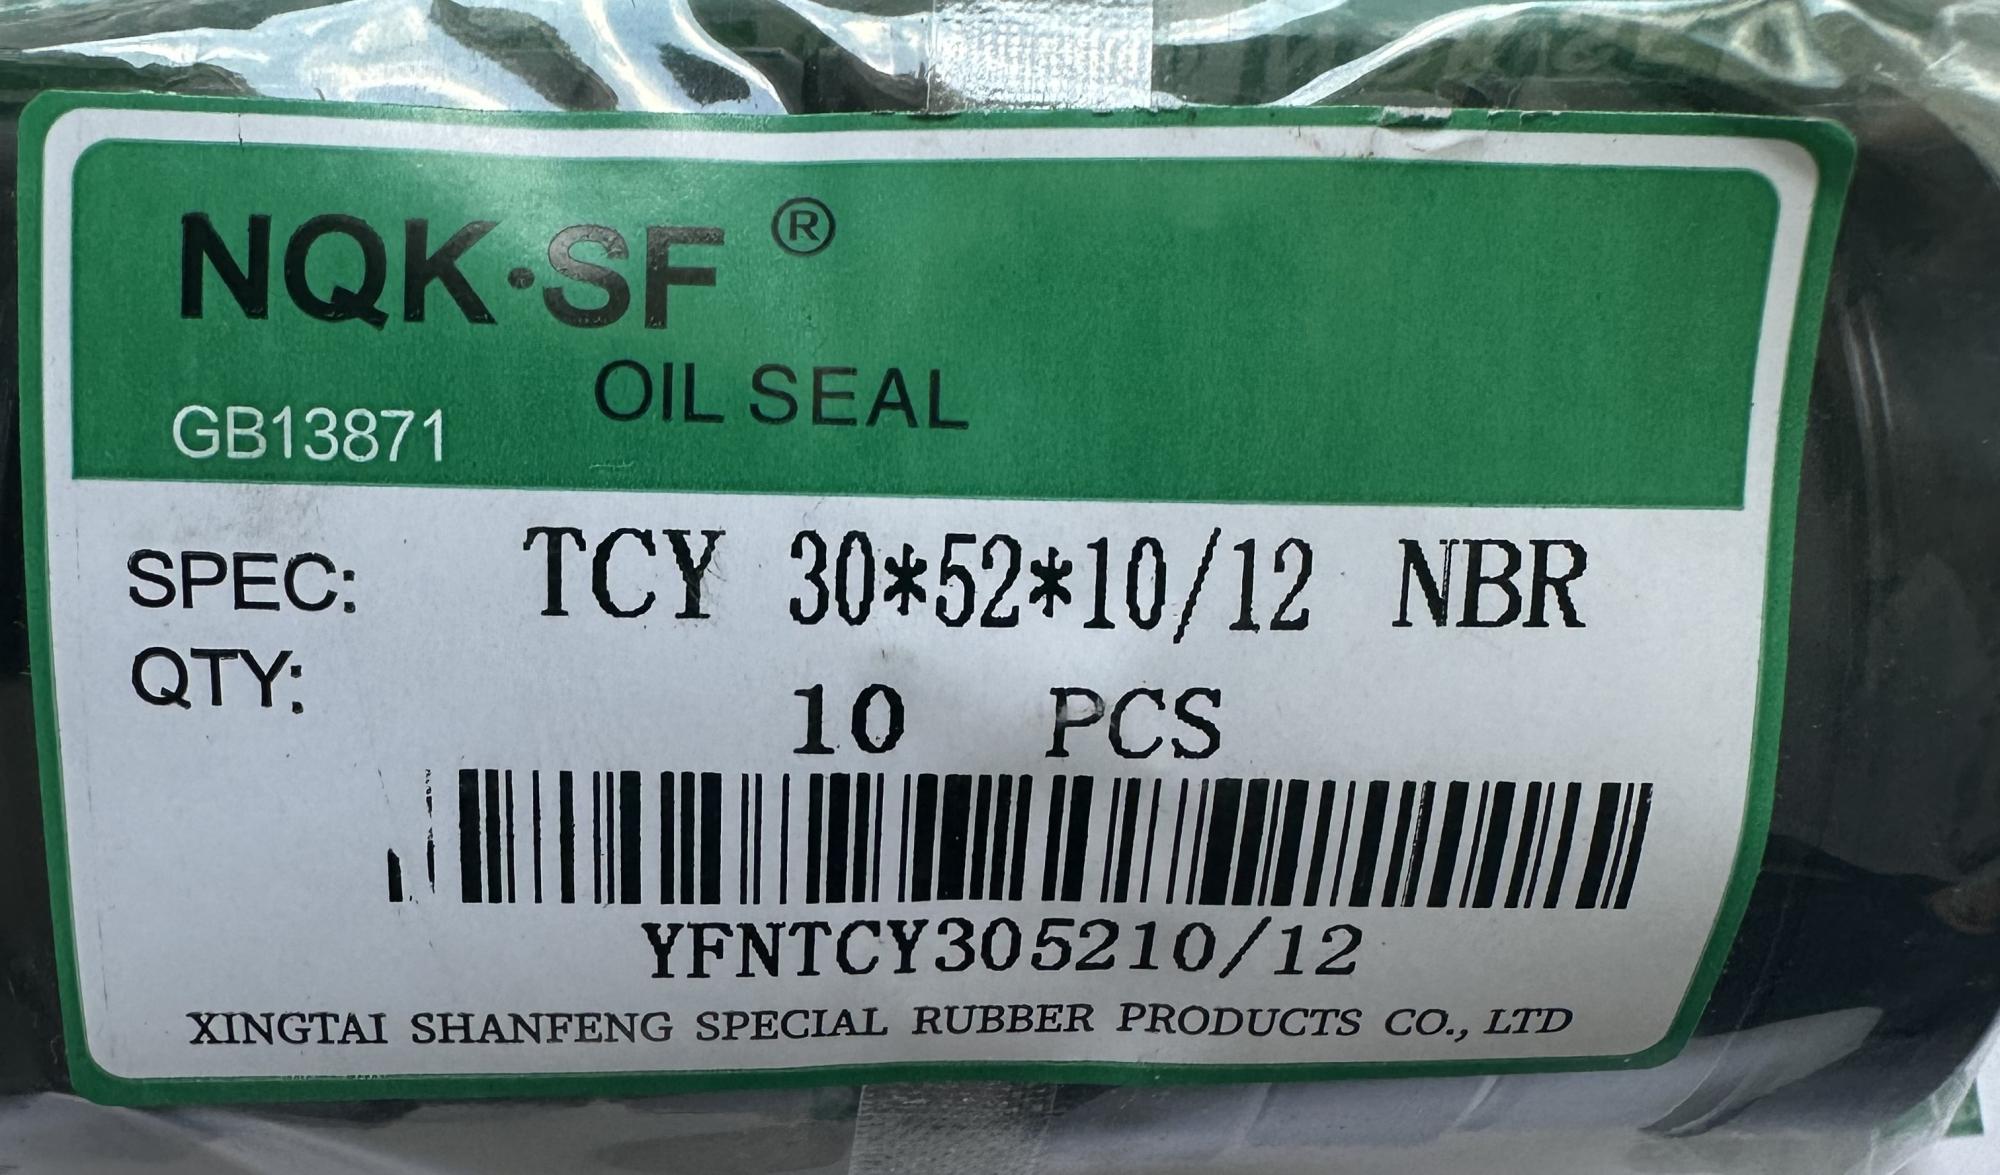 NQK·SF®
OIL SEAL
GB13871
SPEC: TCY 30*52*10/12 NBR
QTY: 10 PCS
YFNTCY305210/12
XINGTAI SHANFENG SPECIAL RUBBER PRODUCTS CO., LTD